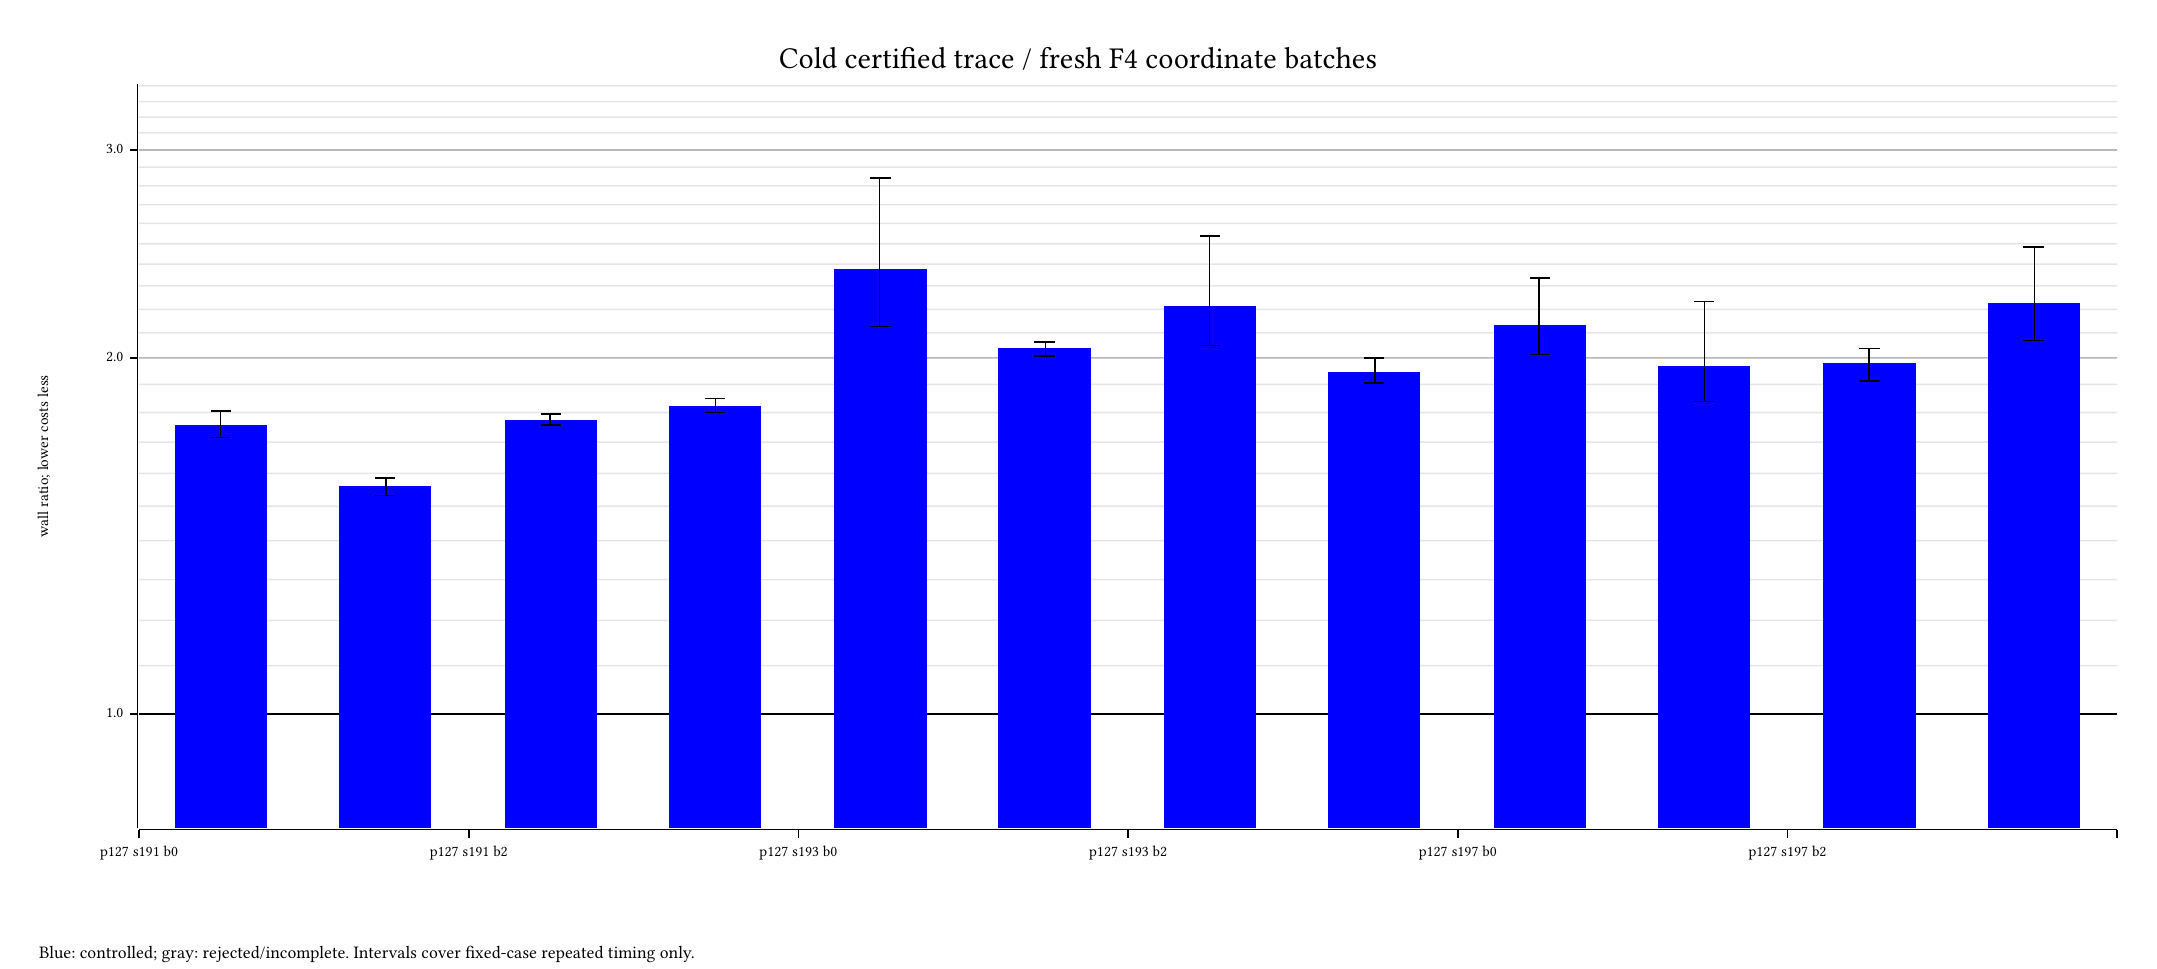 Cold certified trace / fresh F4 coordinate batches
3.0
2.0
1.0
wall ratio; lower costs less
p127 s191 b0
p127 s191 b2
p127 s193 b0
p127 s193 b2
p127 s197 b0
p127 s197 b2
Blue: controlled; gray: rejected/incomplete. Intervals cover fixed-case repeated timing only.